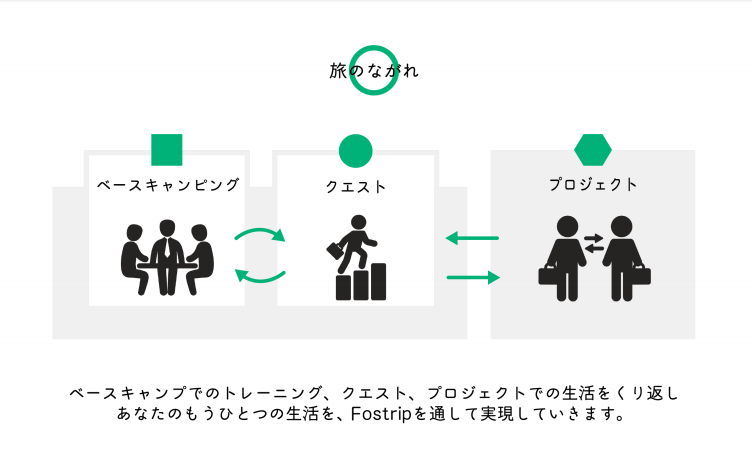 旅のながれ
ベースキャンピング
クエスト
プロジェクト
ベースキャンプでのトレーニング、クエスト、プロジェクトでの生活をくり返し
あなたのもうひとつの生活を、Fostripを通して実現していきます。